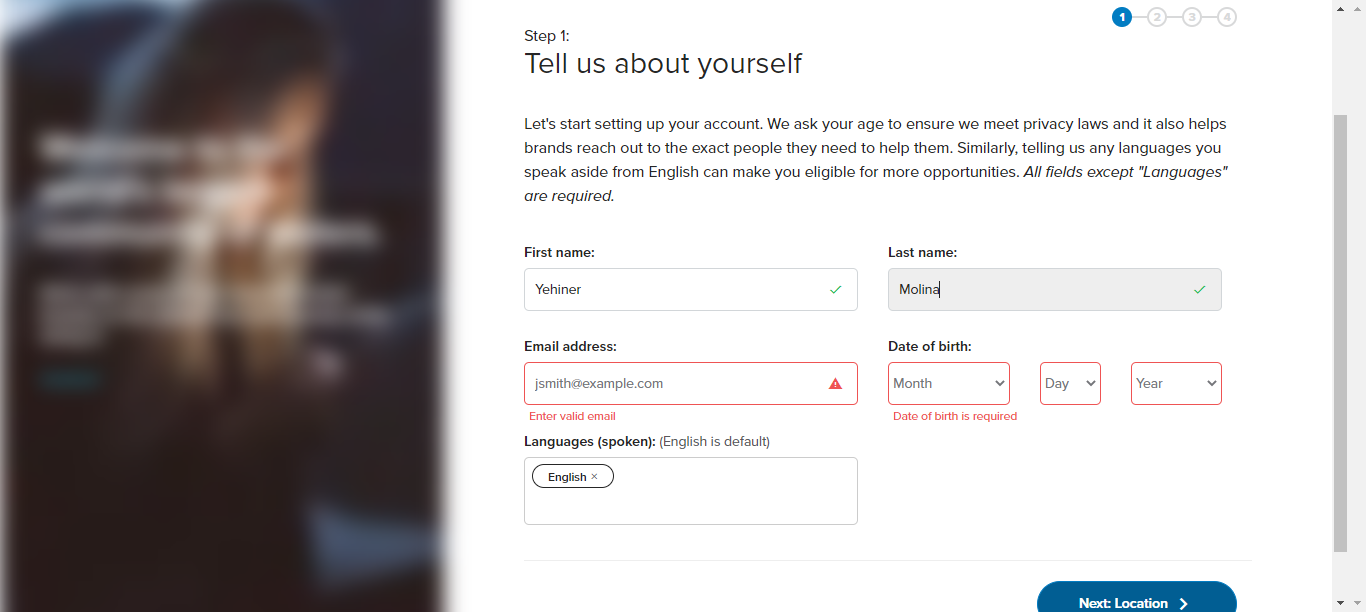 1 2 3 4
Step 1:
Tell us about yourself
Let's start setting up your account. We ask your age to ensure we meet privacy laws and it also helps
brands reach out to the exact people they need to help them. Similarly, telling us any languages you
speak aside from English can make you eligible for more opportunities. All fields except "Languages"
are required.
First name: Last name:
Yehiner Molina
Email address: Date of birth:
jsmith@example.com Month Day Year
Enter valid email Date of birth is required
Languages (spoken): (English is default)
English ×
Next: Location